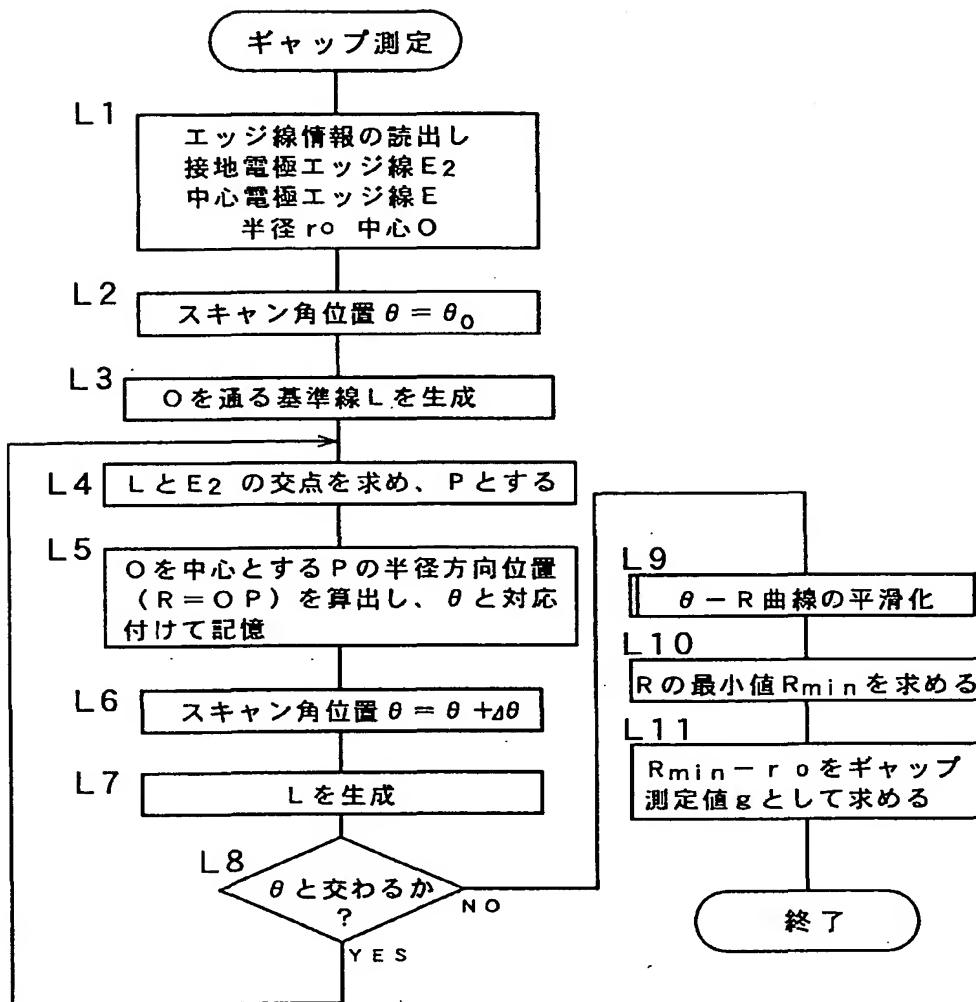 ギャップ測定
L1
エッジ線情報の読出し
接地電極エッジ線E2
中心電極エッジ線E
半径ro 中心O
L2
スキャン角位置θ=θ0
L3
Oを通る基準線Lを生成
L4
LとE2 の交点を求め、Pとする
L5
Oを中心とするPの半径方向位置
(R=OP)を算出し、θと対応
付けて記憶
L6
スキャン角位置θ=θ+Δθ
L7
Lを生成
L8
θと交わるか
?
NO
YES
L9
θ-R曲線の平滑化
L10
Rの最小値Rminを求める
L11
Rmin-roをギャップ
測定値gとして求める
終了